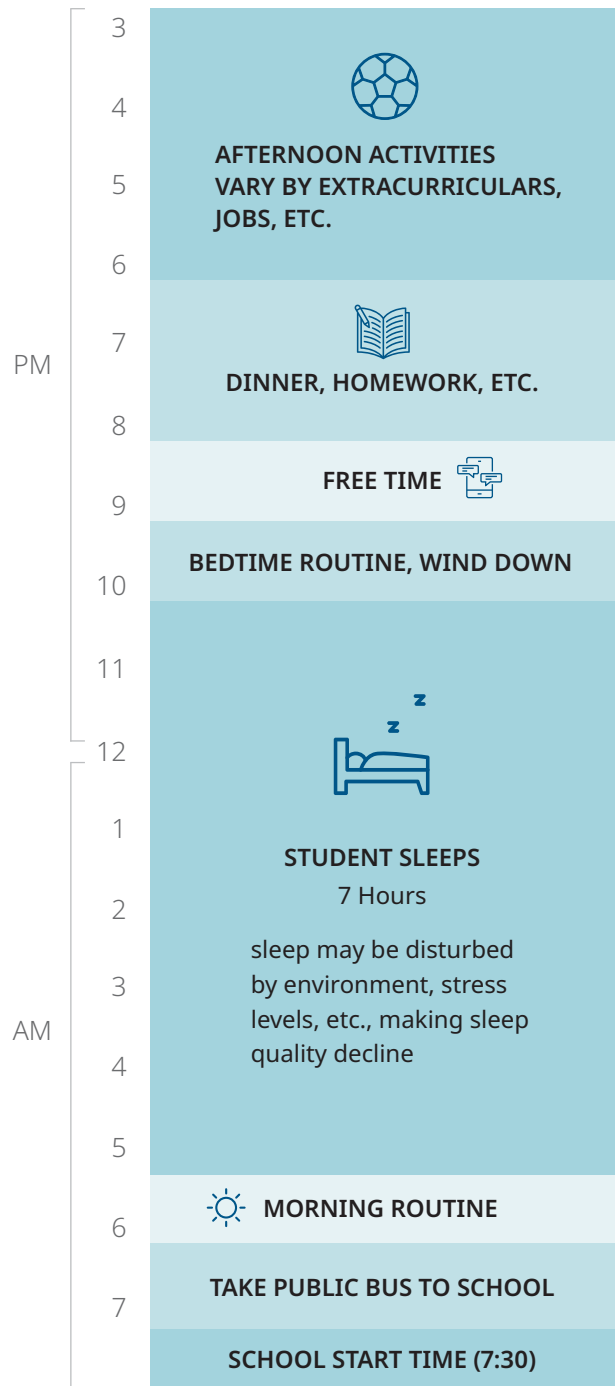 3
4
AFTERNOON ACTIVITIES
VARY BY EXTRACURRICULARS,
JOBS, ETC.
5
6
7
PM
DINNER, HOMEWORK, ETC.
8
FREE TIME
9
BEDTIME ROUTINE, WIND DOWN
10
11
z
z
12
1
STUDENT SLEEPS
7 Hours
2
sleep may be disturbed
by environment, stress
3
levels, etc., making sleep
AM
quality decline
4
5
MORNING ROUTINE
6
TAKE PUBLIC BUS TO SCHOOL
7
SCHOOL START TIME (7:30)